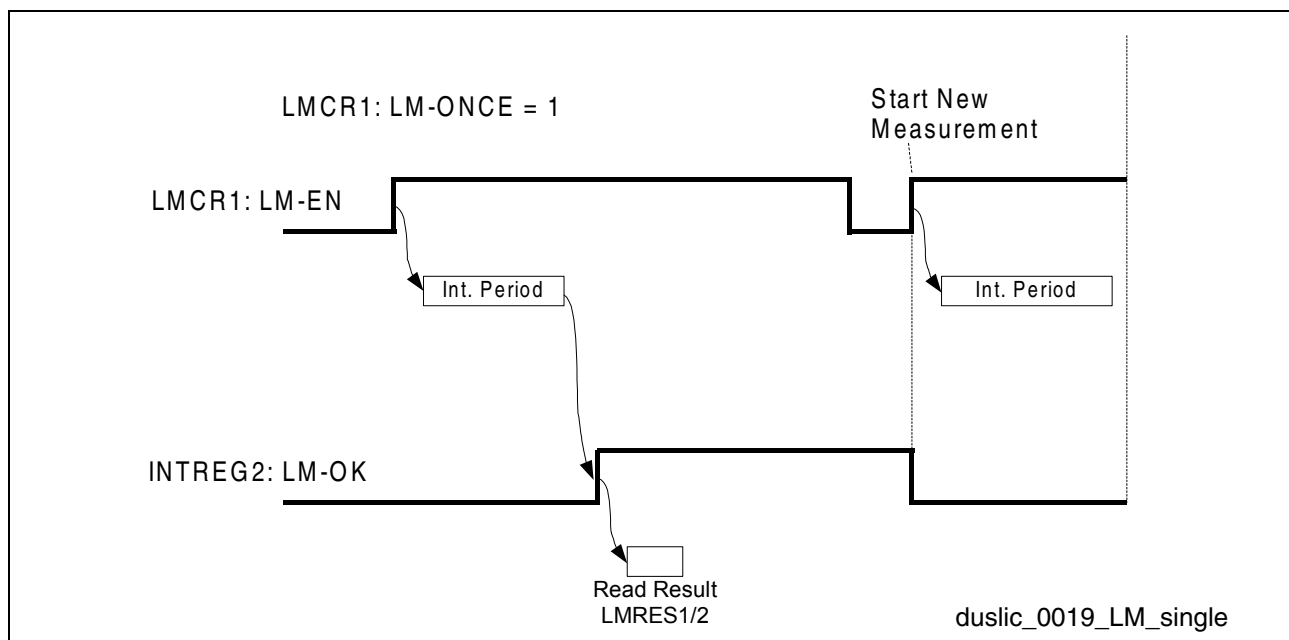 LMCR1: LM-ONCE = 1
Start New
Measurement
LMCR1: LM-EN
Int. Period
Int. Period
INTREG2: LM-OK
Read Result
LMRES1/2
duslic_0019_LM_single